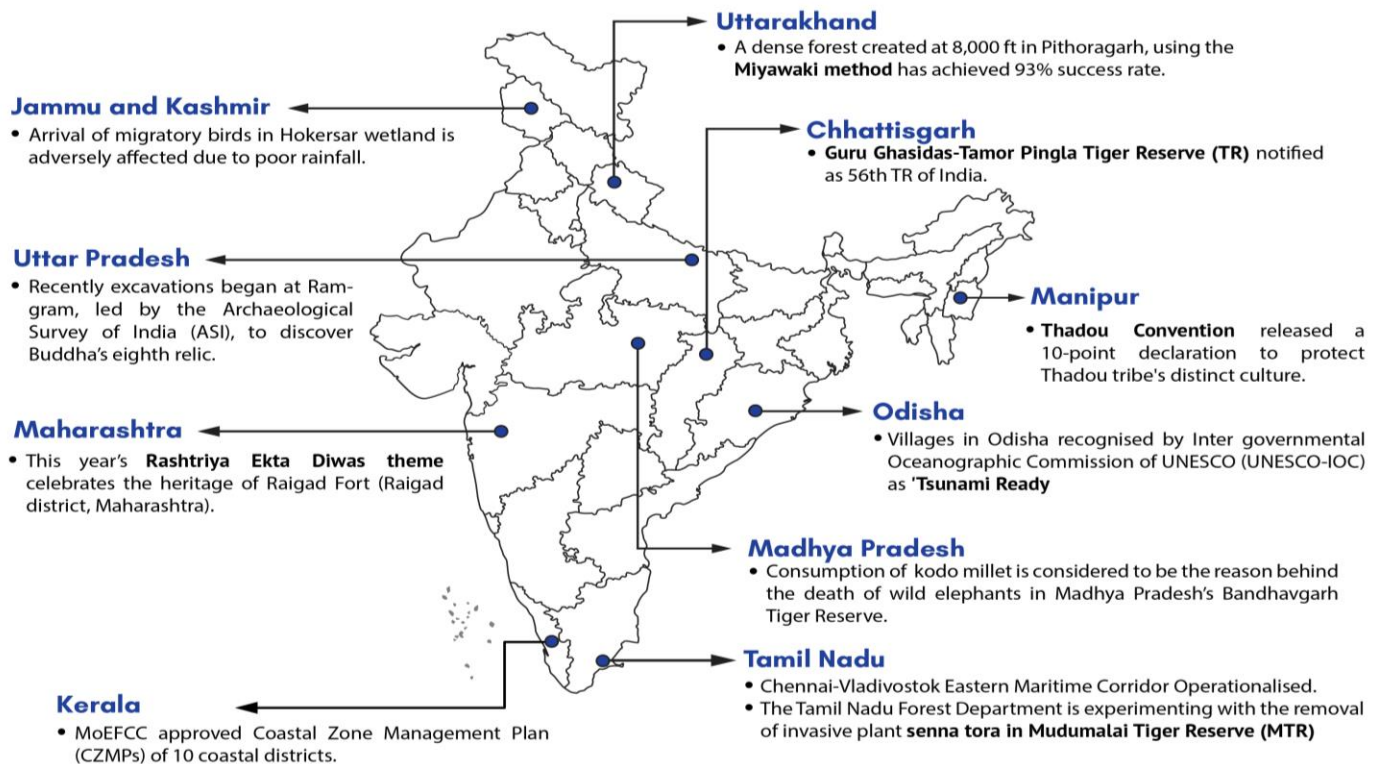 Uttarakhand
• A dense forest created at 8,000 ft in Pithoragarh, using the
Miyawaki method has achieved 93% success rate.
Jammu and Kashmir
• Arrival of migratory birds in Hokersar wetland is
adversely affected due to poor rainfall.
Chhattisgarh
• Guru Ghasidas-Tamor Pingla Tiger Reserve (TR) notified
as 56th TR of India.
Uttar Pradesh
• Recently excavations began at Ram-
gram, led by the Archaeological
Survey of India (ASI), to discover
Buddha's eighth relic.
Manipur
• Thadou Convention released a
10-point declaration to protect
Thadou tribe's distinct culture.
Maharashtra
• This year's Rashtriya Ekta Diwas theme
celebrates the heritage of Raigad Fort (Raigad
district, Maharashtra).
Odisha
• Villages in Odisha recognised by Inter governmental
Oceanographic Commission of UNESCO (UNESCO-IOC)
as 'Tsunami Ready
Madhya Pradesh
• Consumption of kodo millet is considered to be the reason behind
the death of wild elephants in Madhya Pradesh's Bandhavgarh
Tiger Reserve.
Tamil Nadu
• Chennai-Vladivostok Eastern Maritime Corridor Operationalised.
• The Tamil Nadu Forest Department is experimenting with the removal
of invasive plant senna tora in Mudumalai Tiger Reserve (MTR)
Kerala
• MoEFCC approved Coastal Zone Management Plan
(CZMPs) of 10 coastal districts.